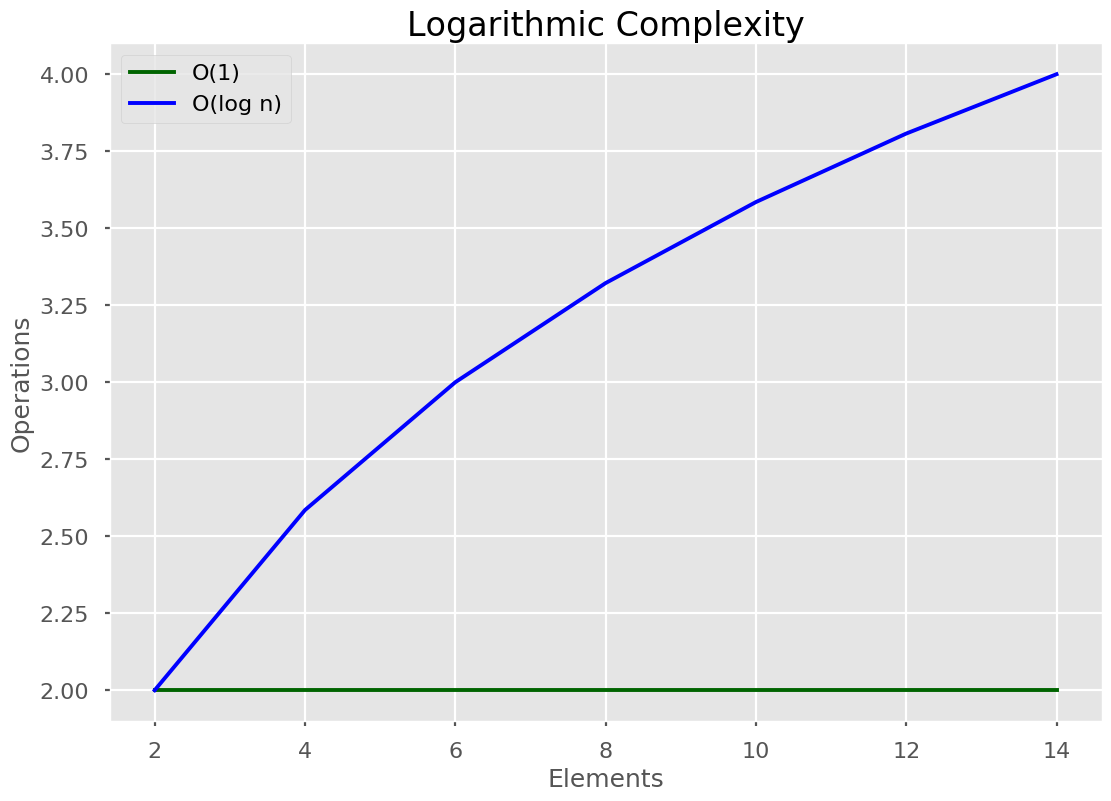 Logarithmic Complexity
O(1)
O(log n)
4.00
3.75
3.50
3.25
3.00
2.75
2.50
2.25
2.00
Operations
2 4 6 8 10 12 14
Elements